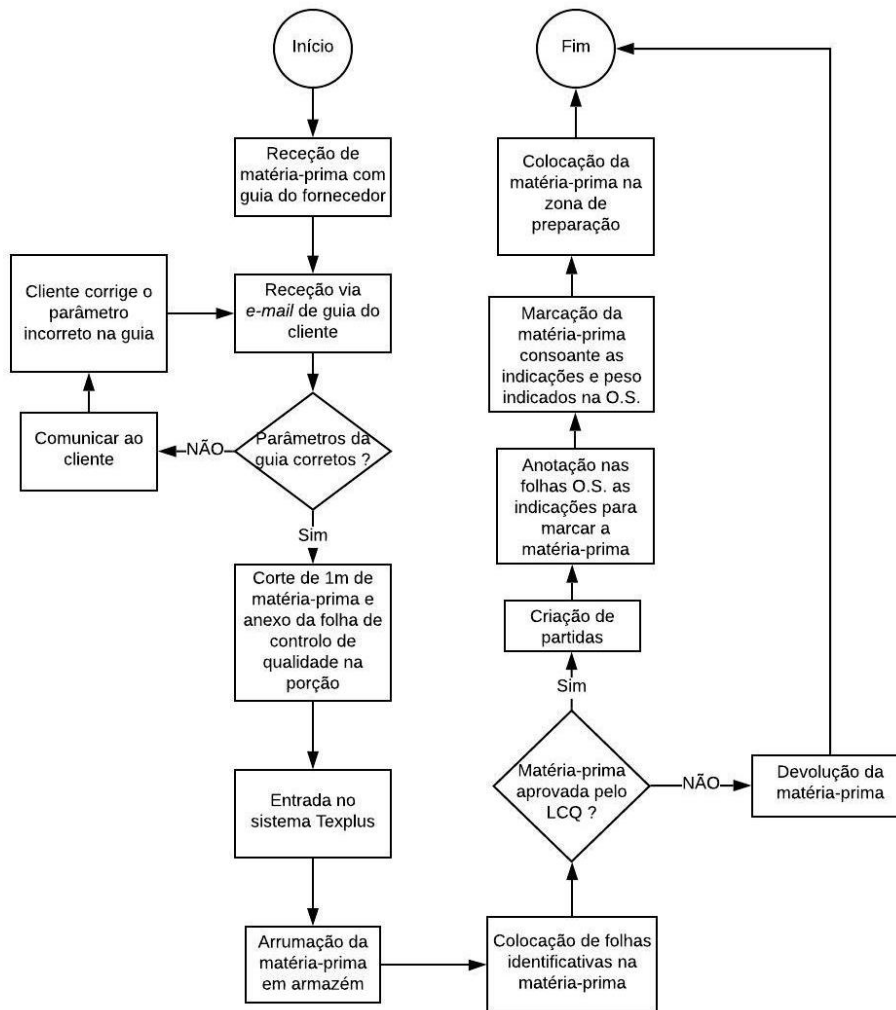 Início
Receção de
matéria-prima com
guia do fornecedor
Receção via
e-mail de guia do
cliente
Cliente corrige o
parâmetro
incorreto na guia
Comunicar ao
cliente
NÃO
Parâmetros da
guia corretos ?
Sim
Corte de 1m de
matéria-prima e
anexo da folha de
controlo de
qualidade na
porção
Entrada no
sistema Texplus
Arrumação da
matéria-prima
em armazém
Colocação de folhas
identificativas na
matéria-prima
Matéria-prima
aprovada pelo
LCQ ?
NÃO
Devolução da
matéria-prima
Sim
Criação de
partidas
Anotação nas
folhas O.S. as
indicações para
marcar a
matéria-prima
Marcação da
matéria-prima
consoante as
indicações e peso
indicados na O.S.
Colocação da
matéria-prima na
zona de
preparação
Fim